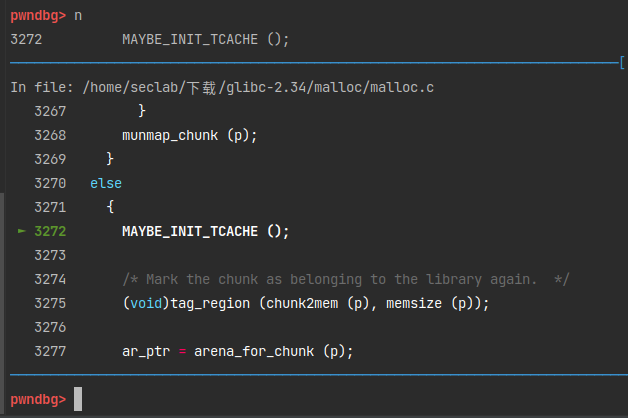 pwndbg> n
3272          MAYBE_INIT_TCACHE ();
[
In file: /home/seclab/下载/glibc-2.34/malloc/malloc.c
   3267         }
   3268       munmap_chunk (p);
   3269     }
   3270   else
   3271     {
 ► 3272       MAYBE_INIT_TCACHE ();
   3273
   3274       /* Mark the chunk as belonging to the library again.  */
   3275       (void)tag_region (chunk2mem (p), memsize (p));
   3276
   3277       ar_ptr = arena_for_chunk (p);
pwndbg>